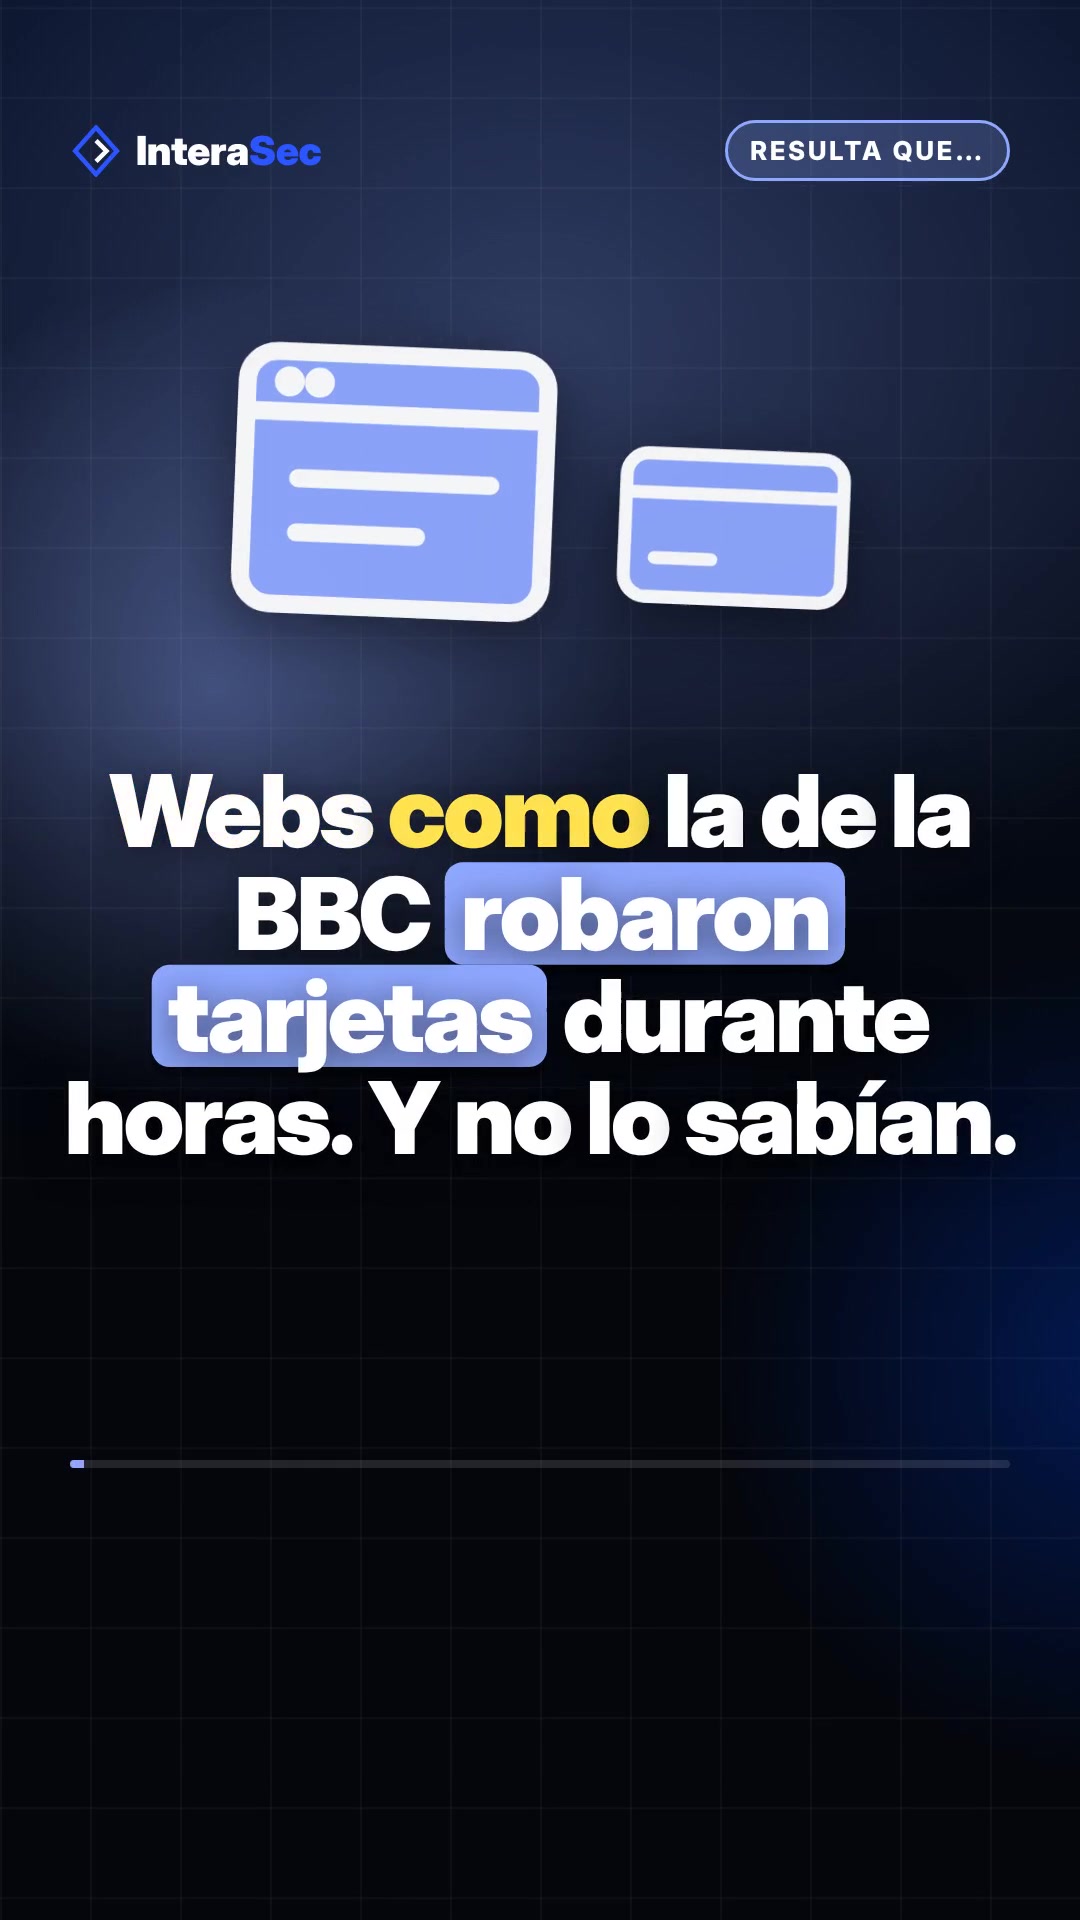 InteraSec
RESULTA QUE...
Webs como la de la
BBC robaron
tarjetas durante
horas. Y no lo sabían.